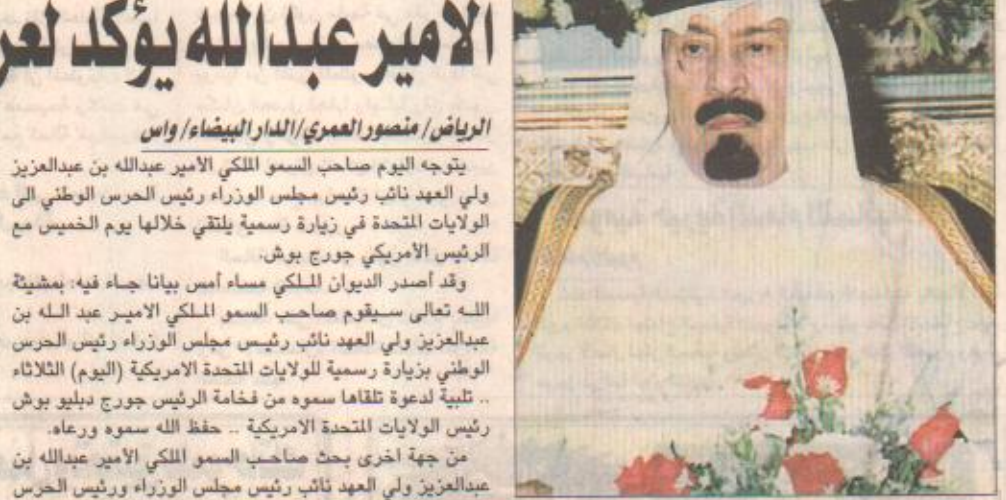 الامير عبدالله يؤكد
الرياض/ منصور العمري/الدار البيضاء/ واس
يتوجه اليوم صاحب السمو الملكي الأمير عبدالله بن عبدالعزيز
ولي العهد نائب رئيس مجلس الوزراء رئيس الحرس الوطني الى
الولايات المتحدة في زيارة رسمية يلتقي خلالها يوم الخميس مع
الرئيس الأمريكي جورج بوش.
وقد أصدر الديوان الملكي مساء أمس بيانا جاء فيه: بمشيئة
الله تعالى سيقوم صاحب السمو الملكي الامير عبد الله بن
عبدالعزيز ولي العهد نائب رئيس مجلس الوزراء رئيس الحرس
الوطني بزيارة رسمية للولايات المتحدة الامريكية (اليوم) الثلاثاء
.. تلبية لدعوة تلقاها سموه من فخامة الرئيس جورج دبليو بوش
رئيس الولايات المتحدة الامريكية .. حفظ الله سموه ورعاه.
من جهة اخرى بحث صاحب السمو الملكي الأمير عبدالله بن
عبدالعزيز ولي العهد نائب رئيس مجلس الوزراء ورئيس الحرس